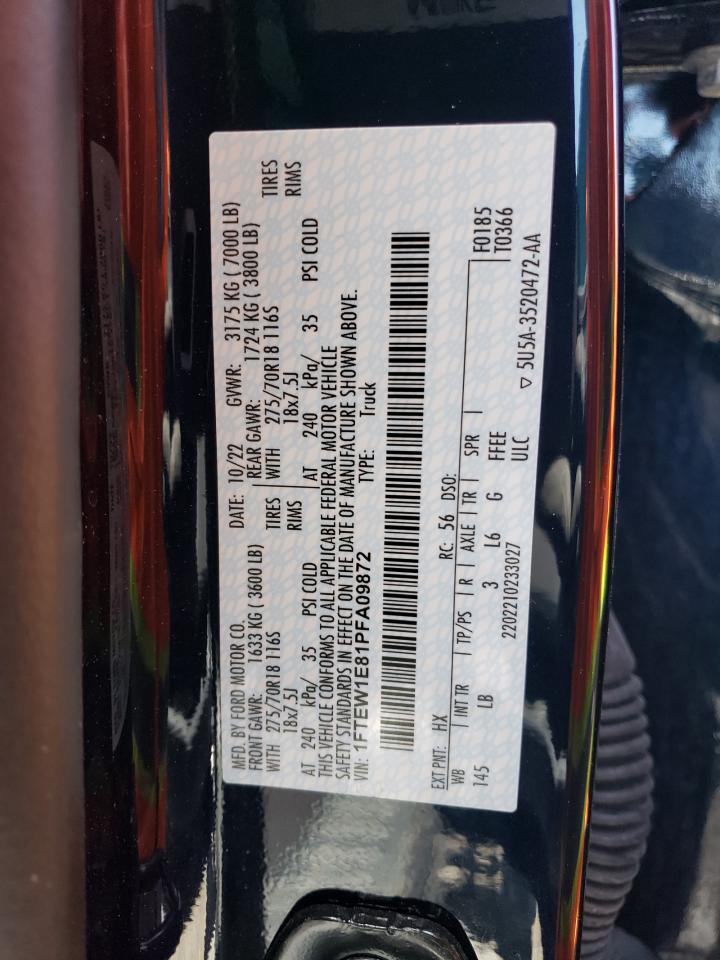 MFD. BY FORD MOTOR CO.
DATE: 10/22 GVWR: 3175 KG ( 7000 LB)
FRONT GAWR: 1633 KG ( 3600 LB) REAR GAWR: 1724 KG ( 3800 LB)
WITH 275/70R18 116S TIRES WITH 275/70R18 116S TIRES
18x7.5J RIMS 18x7.5J RIMS
AT 240 kPa/ 35 PSI COLD AT 240 kPa/ 35 PSI COLD
THIS VEHICLE CONFORMS TO ALL APPLICABLE FEDERAL MOTOR VEHICLE
SAFETY STANDARDS IN EFFECT ON THE DATE OF MANUFACTURE SHOWN ABOVE.
VIN: 1FTEW1E81PFA09872 TYPE: Truck
EXT PNT: HX RC: 56 DSO:
WB INT TR TP/PS R AXLE TR SPR F0185
145 LB 3 L6 G FFEE T0366
2202210233027 ULC
▽ 5U5A-3520472-AA